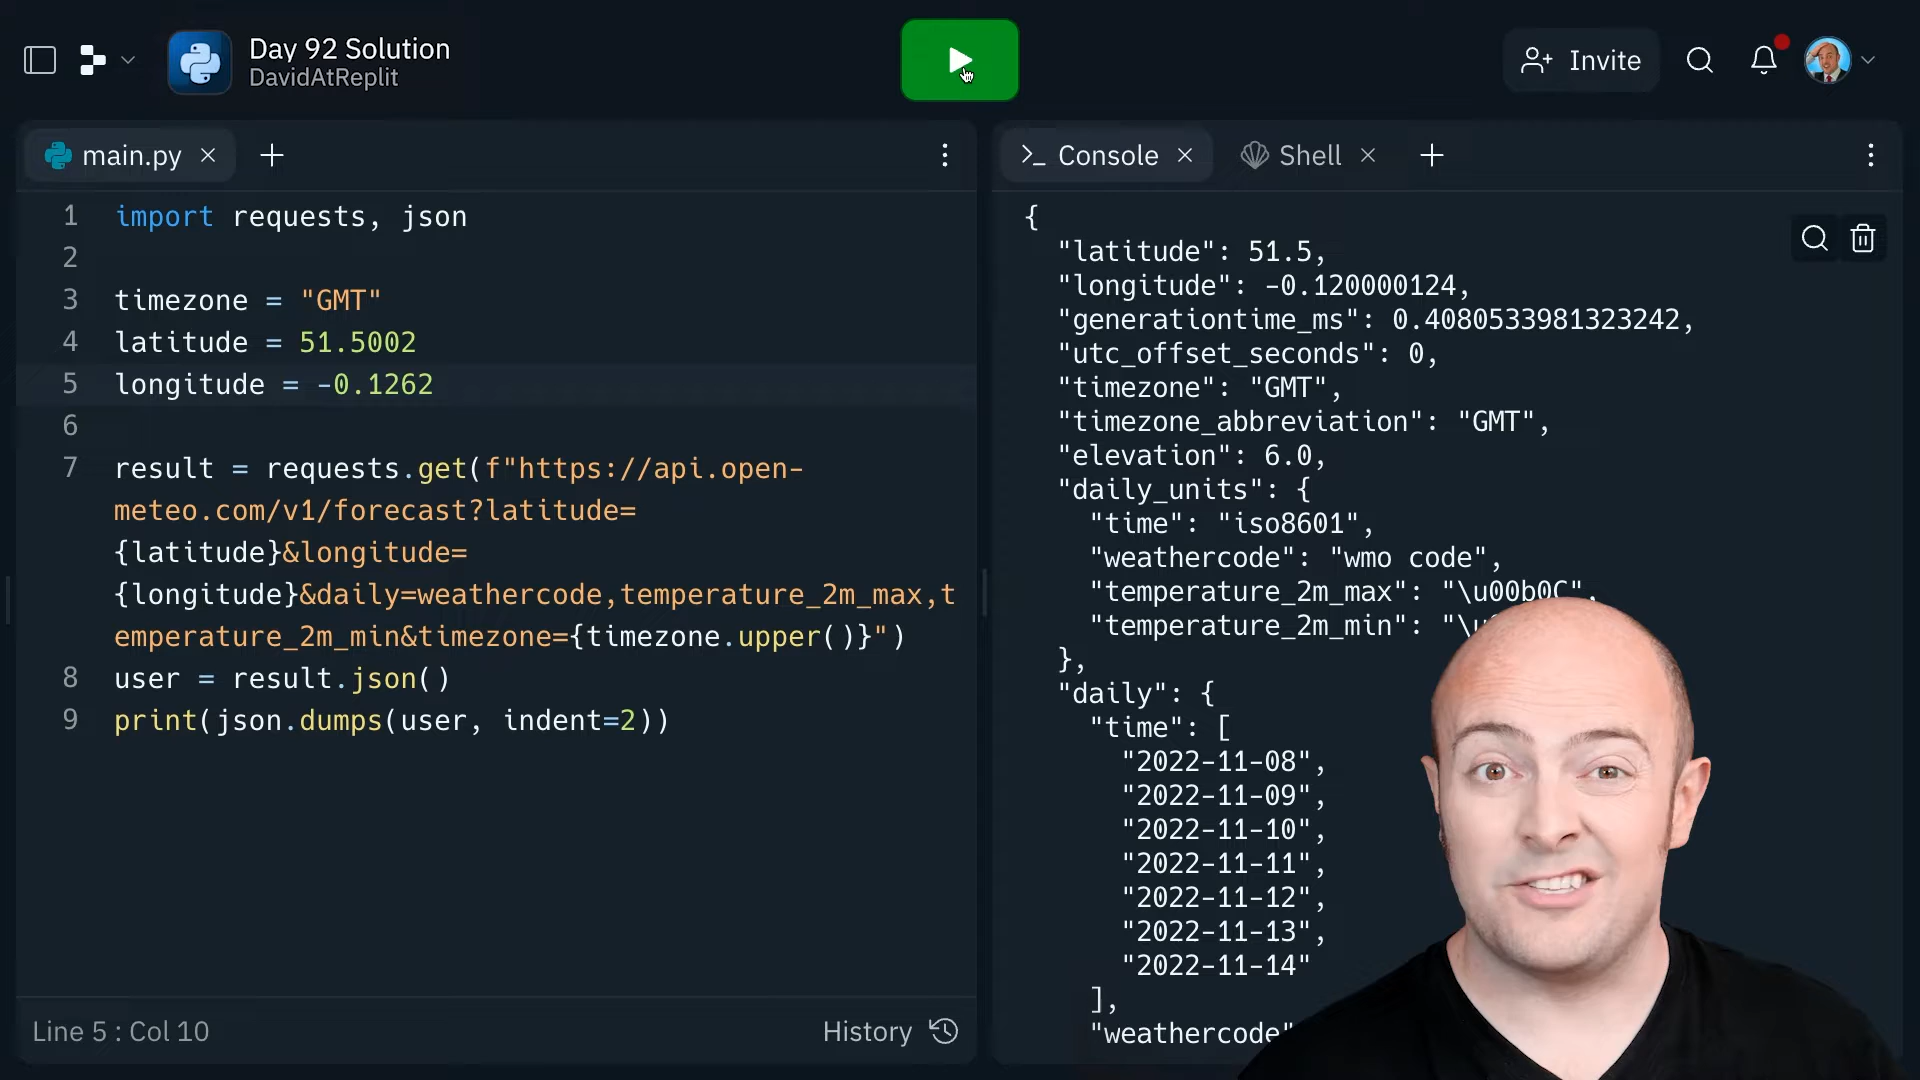 Day 92 Solution
DavidAtReplit
Invite
main.py
1 import requests, json
2
3 timezone = "GMT"
4 latitude = 51.5002
5 longitude = -0.1262
6
7 result = requests.get(f"https://api.open-
meteo.com/v1/forecast?latitude=
{latitude}&longitude=
{longitude}&daily=weathercode,temperature_2m_max,t
emperature_2m_min&timezone={timezone.upper()}")
8 user = result.json()
9 print(json.dumps(user, indent=2))
Line 5 : Col 10
History
Console
Shell
{
"latitude": 51.5,
"longitude": -0.120000124,
"generationtime_ms": 0.4080533981323242,
"utc_offset_seconds": 0,
"timezone": "GMT",
"timezone_abbreviation": "GMT",
"elevation": 6.0,
"daily_units": {
"time": "iso8601",
"weathercode": "wmo code",
"temperature_2m_max": "\u00b0C",
"temperature_2m_min": "\u
},
"daily": {
"time": [
"2022-11-08",
"2022-11-09",
"2022-11-10",
"2022-11-11",
"2022-11-12",
"2022-11-13",
"2022-11-14"
],
"weathercode"